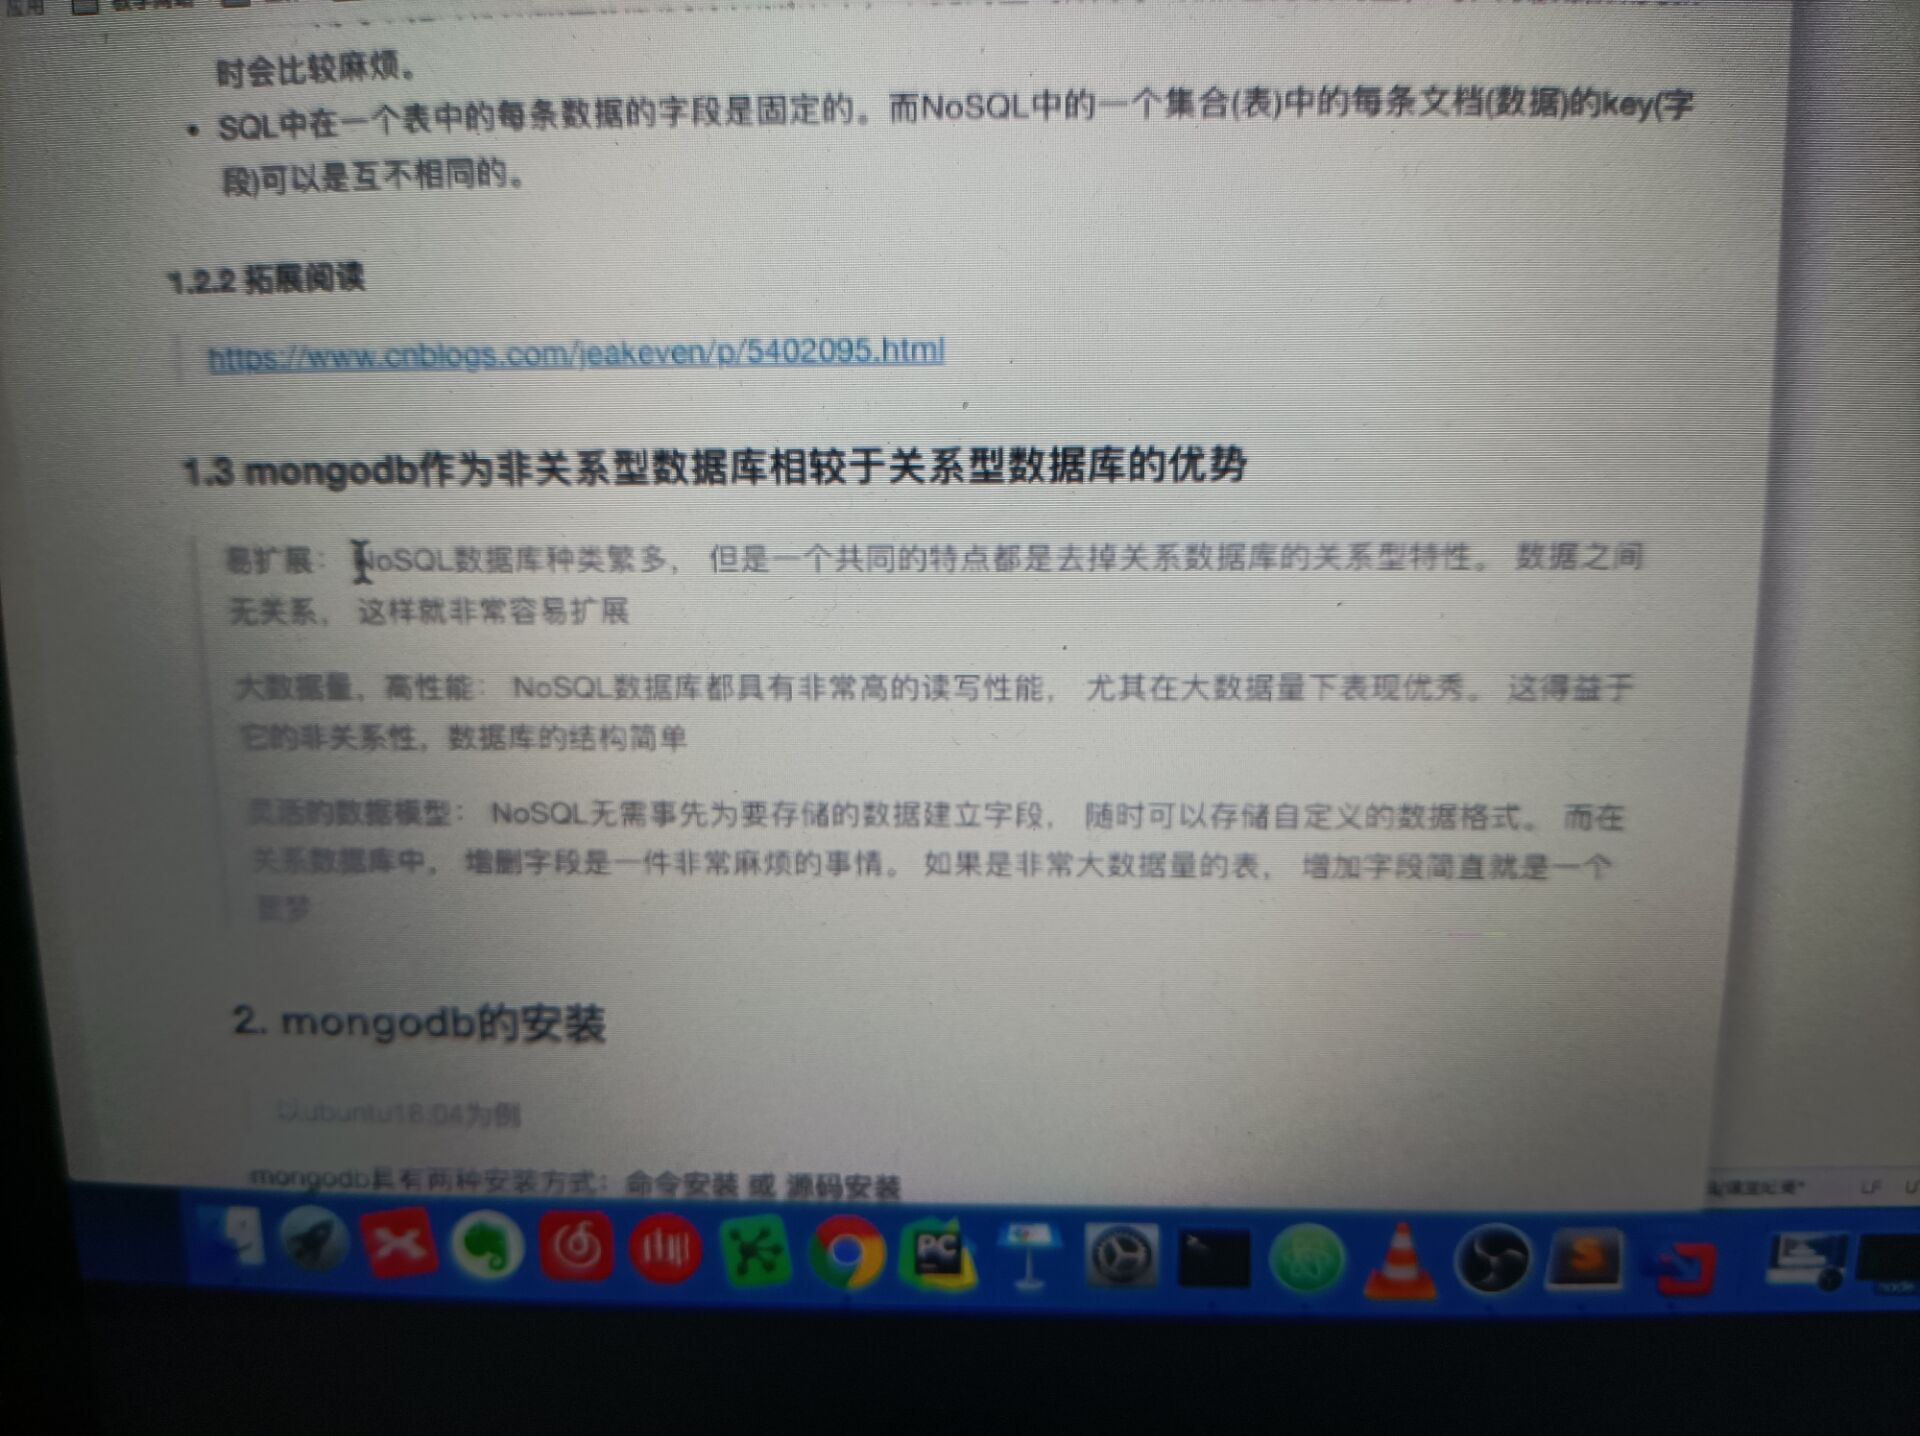 应用
时会比较麻烦。
• SQL中在一个表中的每条数据的字段是固定的。而NoSQL中的一个集合(表)中的每条文档(数据)的key(字
段)可以是互不相同的。
1.2.2 拓展阅读
https://www.cnblogs.com/jeakeven/p/5402095.html
1.3 mongodb作为非关系型数据库相较于关系型数据库的优势
易扩展： NoSQL数据库种类繁多， 但是一个共同的特点都是去掉关系数据库的关系型特性。 数据之间
无关系， 这样就非常容易扩展
大数据量，高性能： NoSQL数据库都具有非常高的读写性能， 尤其在大数据量下表现优秀。 这得益于
它的非关系性，数据库的结构简单
灵活的数据模型： NoSQL无需事先为要存储的数据建立字段， 随时可以存储自定义的数据格式。 而在
关系数据库中， 增删字段是一件非常麻烦的事情。 如果是非常大数据量的表， 增加字段简直就是一个
噩梦
2. mongodb的安装
以ubuntu18.04为例
mongodb具有两种安装方式：命令安装 或 源码安装
LF
PC
S